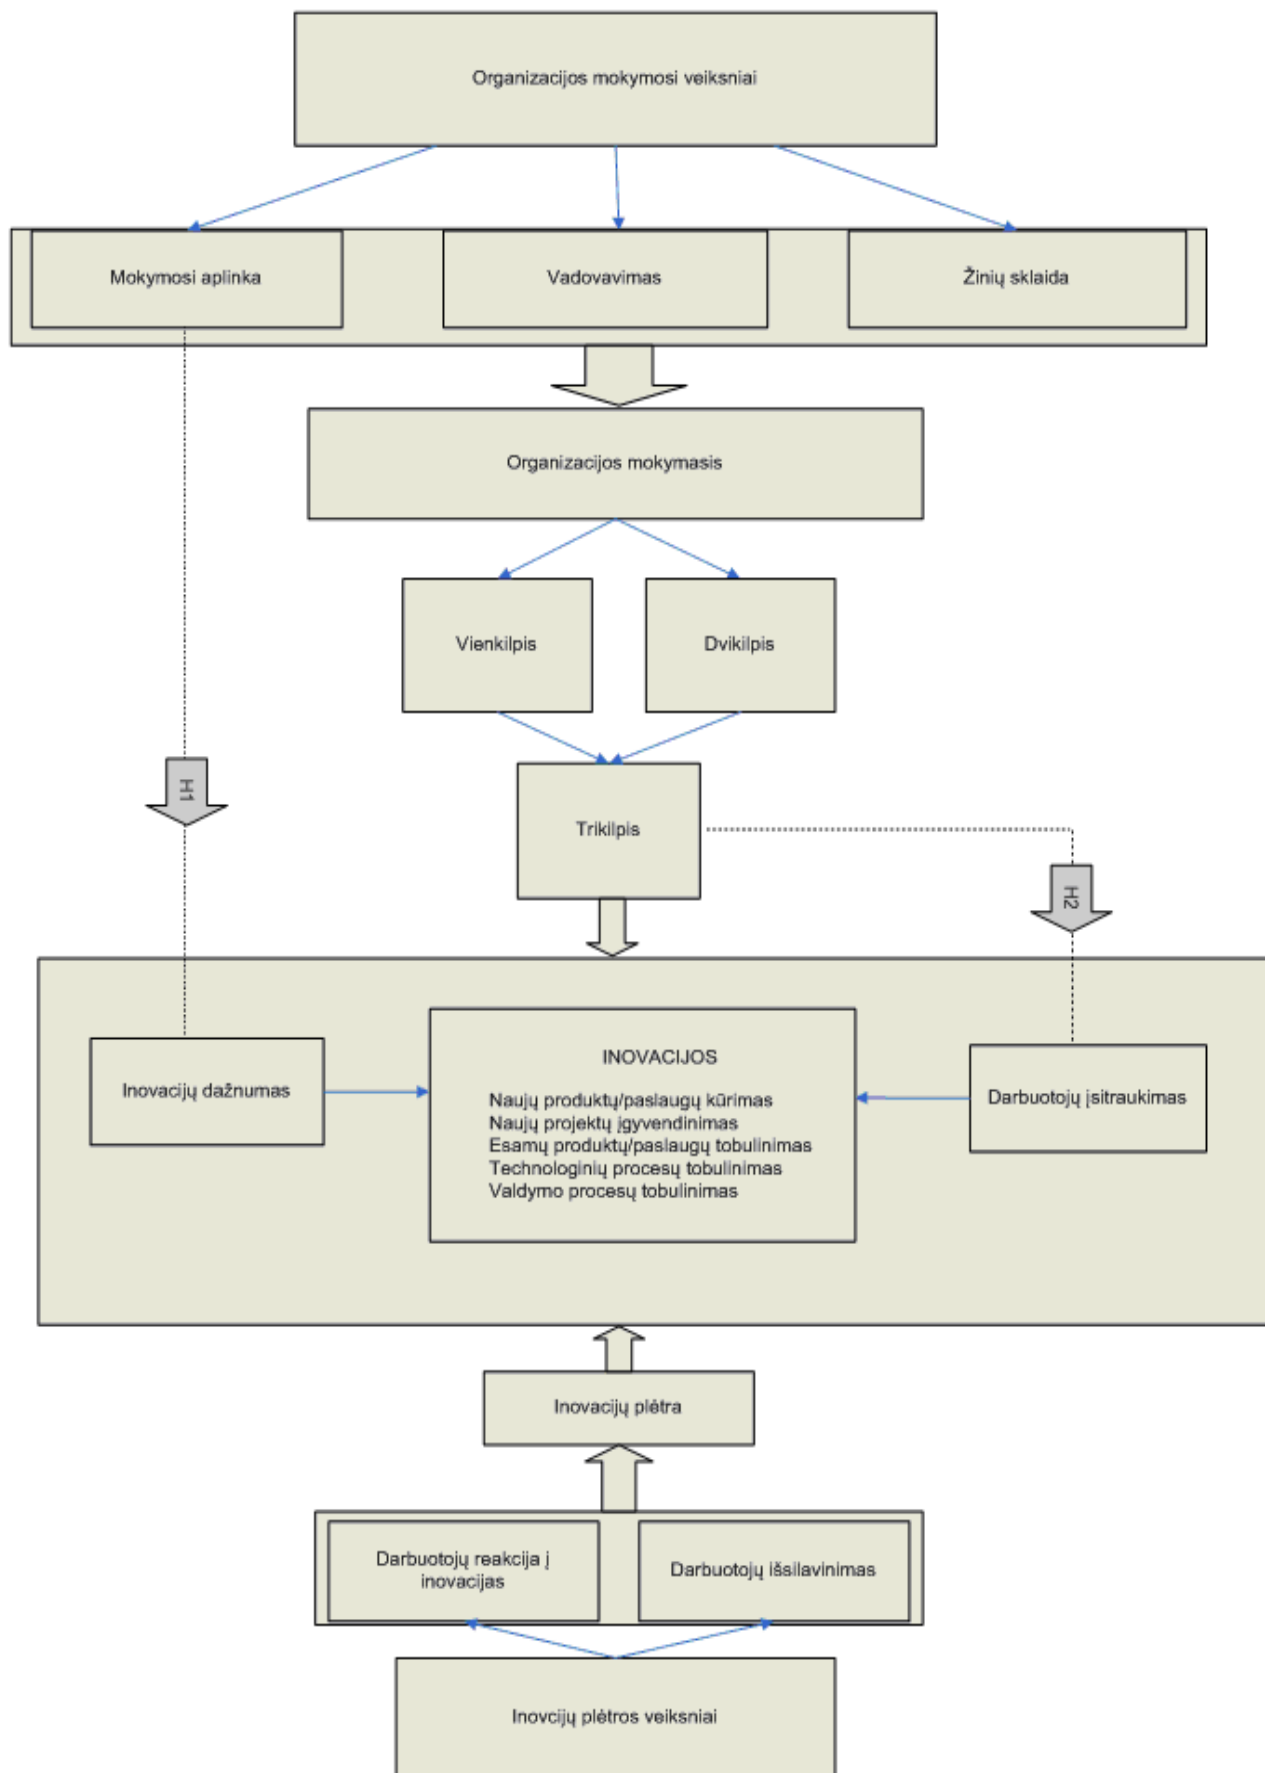 Organizacijos mokymosi veiksniai
Mokymosi aplinka
Vadovavimas
Žinių sklaida
Organizacijos mokymasis
Vienkilpis
Dvikilpis
H1
Trikilpis
H2
INOVACIJOS
Inovacijų dažnumas
Naujų produktų/paslaugų kūrimas
Naujų projektų įgyvendinimas
Esamų produktų/paslaugų tobulinimas
Technologinių procesų tobulinimas
Valdymo procesų tobulinimas
Darbuotojų įsitraukimas
Inovacijų plėtra
Darbuotojų reakcija į
inovacijas
Darbuotojų išsilavinimas
Inovcijų plėtros veiksniai